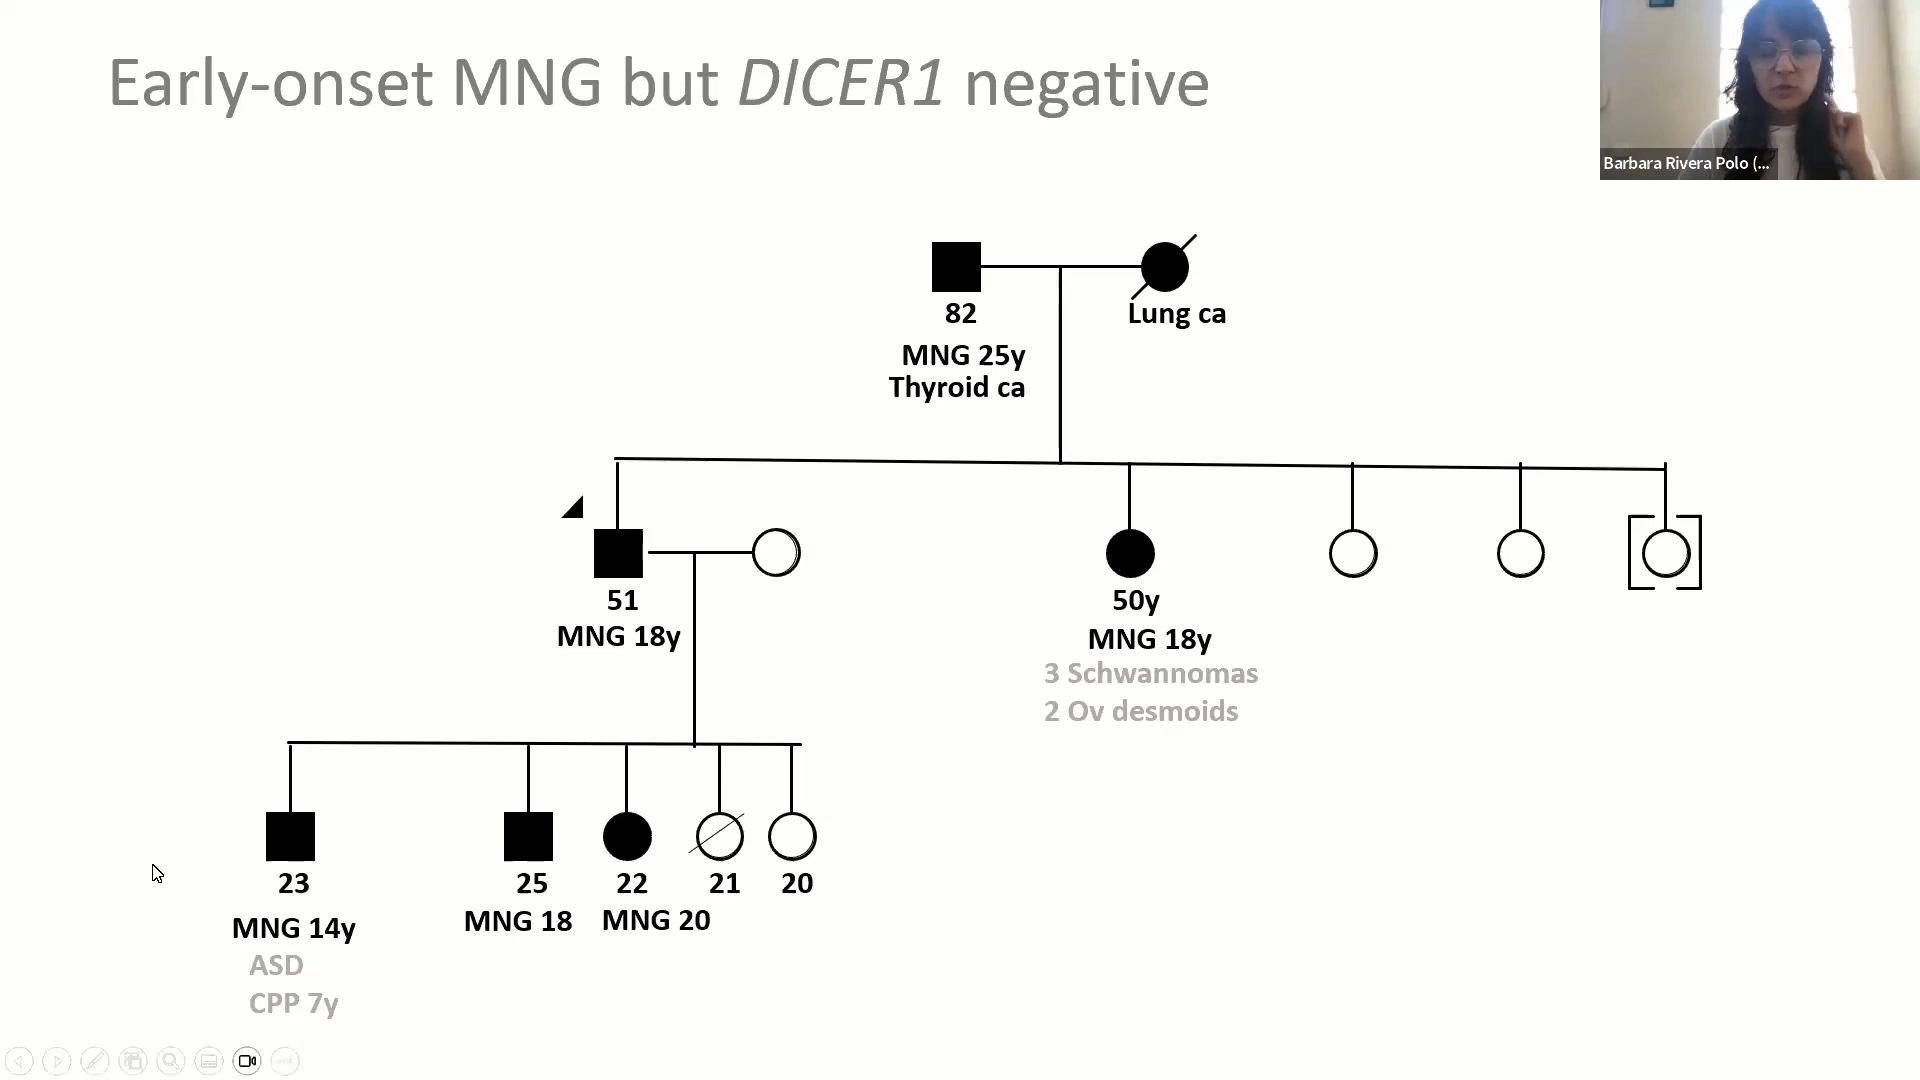 Early-onset MNG but DICER1 negative
Barbara Rivera Polo (...
82
MNG 25y
Thyroid ca
Lung ca
51
MNG 18y
50y
MNG 18y
3 Schwannomas
2 Ov desmoids
23
MNG 14y
ASD
CPP 7y
25
MNG 18
22
MNG 20
21
20